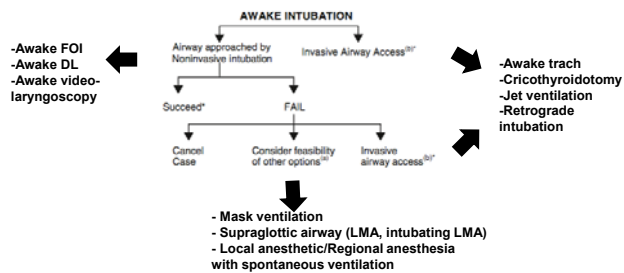 AWAKE INTUBATION
Airway approached by
Noninvasive intubation
Invasive Airway Access(b)*
-Awake FOI
-Awake DL
-Awake video-
laryngoscopy
-Awake trach
-Cricothyroidotomy
-Jet ventilation
-Retrograde
intubation
Succeed*
FAIL
Cancel
Case
Consider feasibility
of other options(a)
Invasive
airway access(b)*
- Mask ventilation
- Supraglottic airway (LMA, intubating LMA)
- Local anesthetic/Regional anesthesia
with spontaneous ventilation